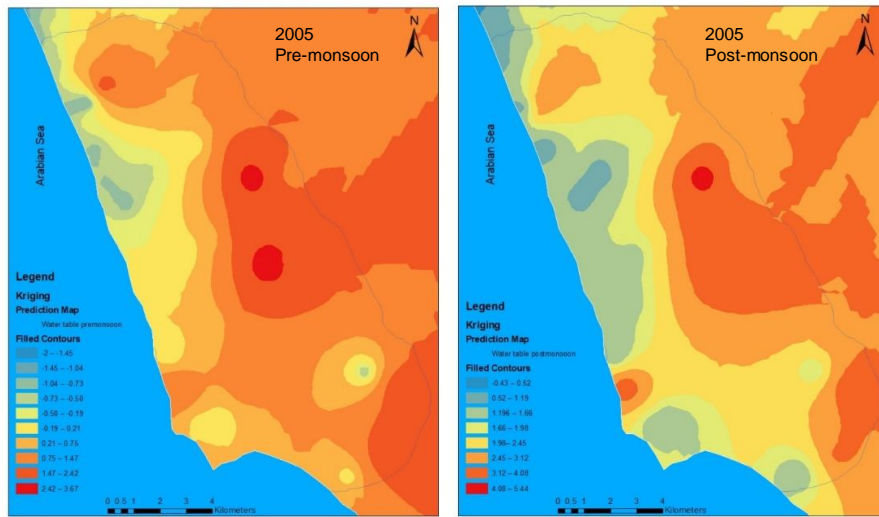 2005
Pre-monsoon
N
Arabian Sea
Legend
Kriging
Prediction Map
Water table premonsoon
Filled Contours
-2 – -1.45
-1.45 – -1.04
-1.04 – -0.73
-0.73 – -0.50
-0.50 – -0.19
-0.19 – 0.21
0.21 – 0.75
0.75 – 1.47
1.47 – 2.42
2.42 – 3.67
0 0.5 1 2 3 4
Kilometers
2005
Post-monsoon
N
Arabian Sea
Legend
Kriging
Prediction Map
Water table postmonsoon
Filled Contours
-0.43 – 0.52
0.52 – 1.19
1.196 – 1.66
1.66 – 1.98
1.98 – 2.45
2.45 – 3.12
3.12 – 4.08
4.08 – 5.44
0 0.5 1 2 3 4
Kilometers